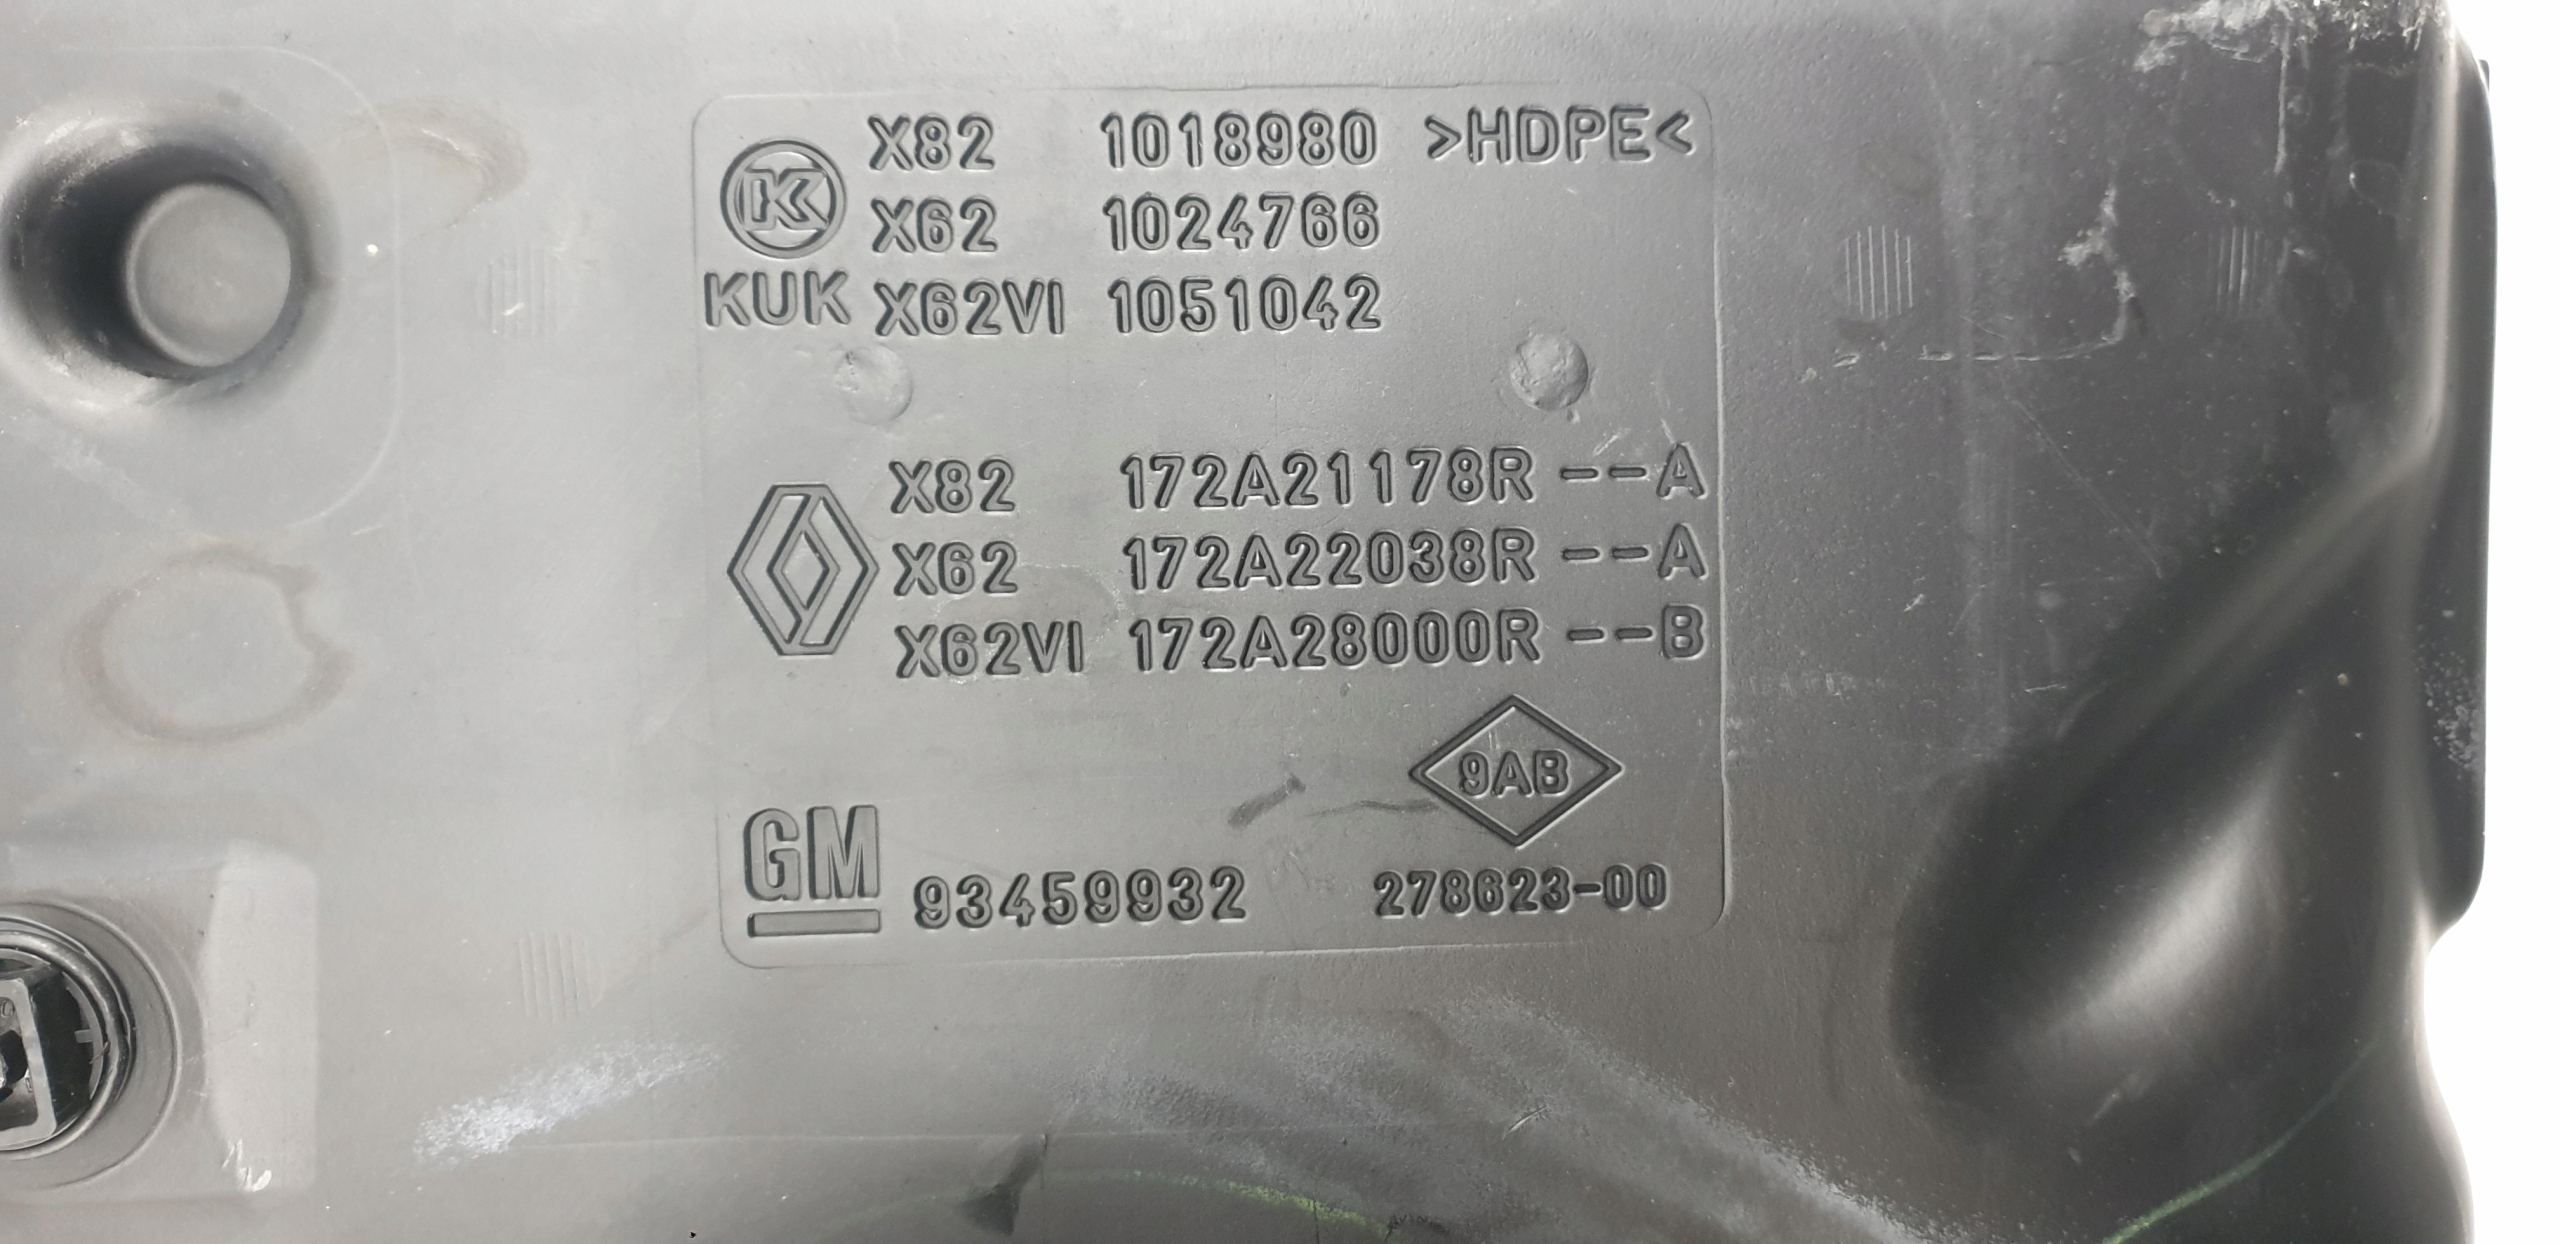 X82 1018980 >HDPE<
X62 1024766
KUK X62VI 1051042
X82 172A21178R --A
X62 172A22038R --A
X62VI 172A28000R --B
9AB
GM 93459932 278623-00